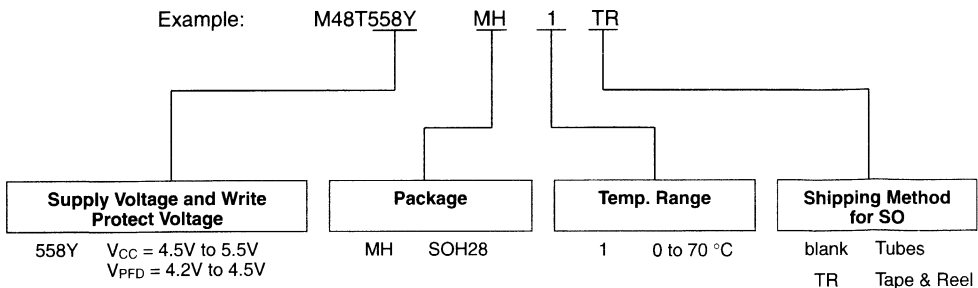 Example: M48T558Y MH 1 TR
Supply Voltage and Write
Protect Voltage
558Y VCC = 4.5V to 5.5V
VPFD = 4.2V to 4.5V
Package
MH SOH28
Temp. Range
1 0 to 70 °C
Shipping Method
for SO
blank Tubes
TR Tape & Reel